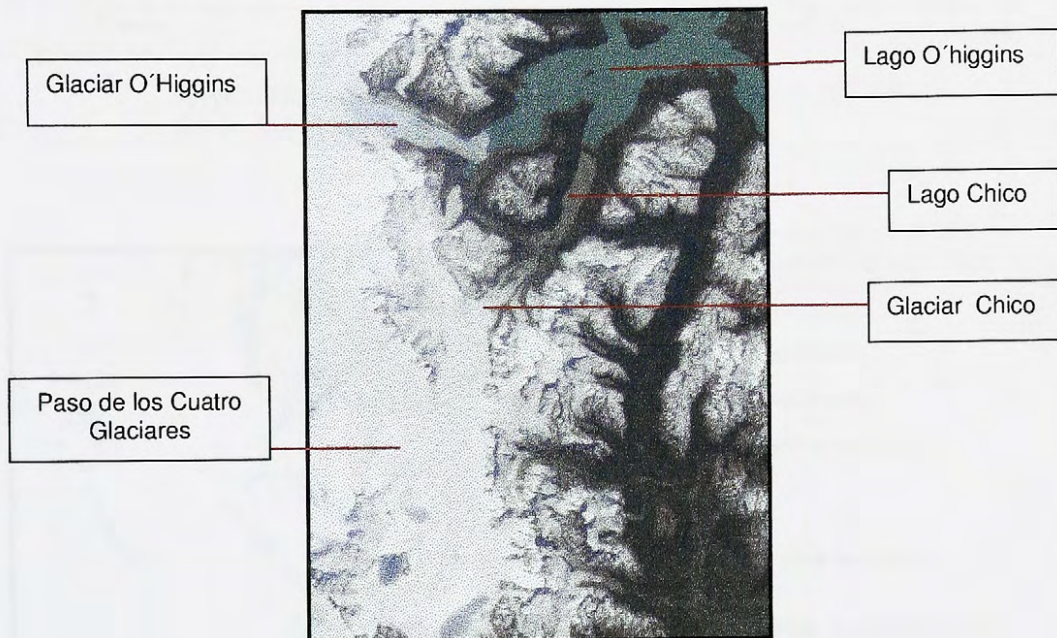 Glaciar O´Higgins
Lago O´higgins
Lago Chico
Glaciar Chico
Paso de los Cuatro
Glaciares